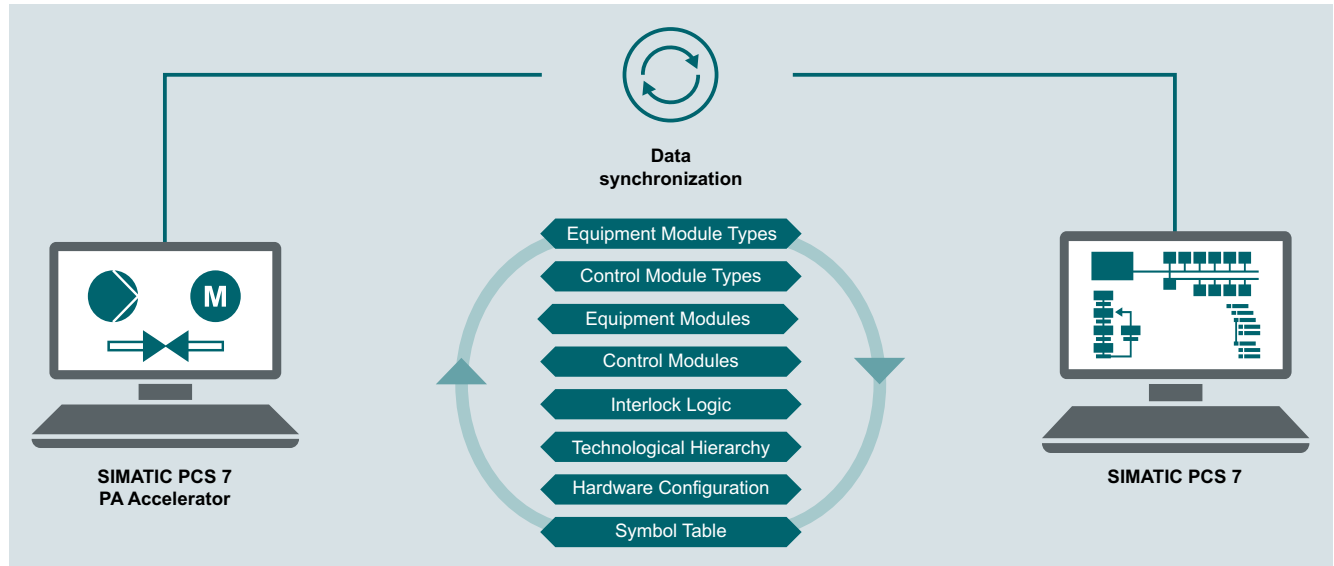 Data
synchronization
Equipment Module Types
Control Module Types
Equipment Modules
Control Modules
Interlock Logic
Technological Hierarchy
Hardware Configuration
Symbol Table
M
SIMATIC PCS 7
PA Accelerator
SIMATIC PCS 7